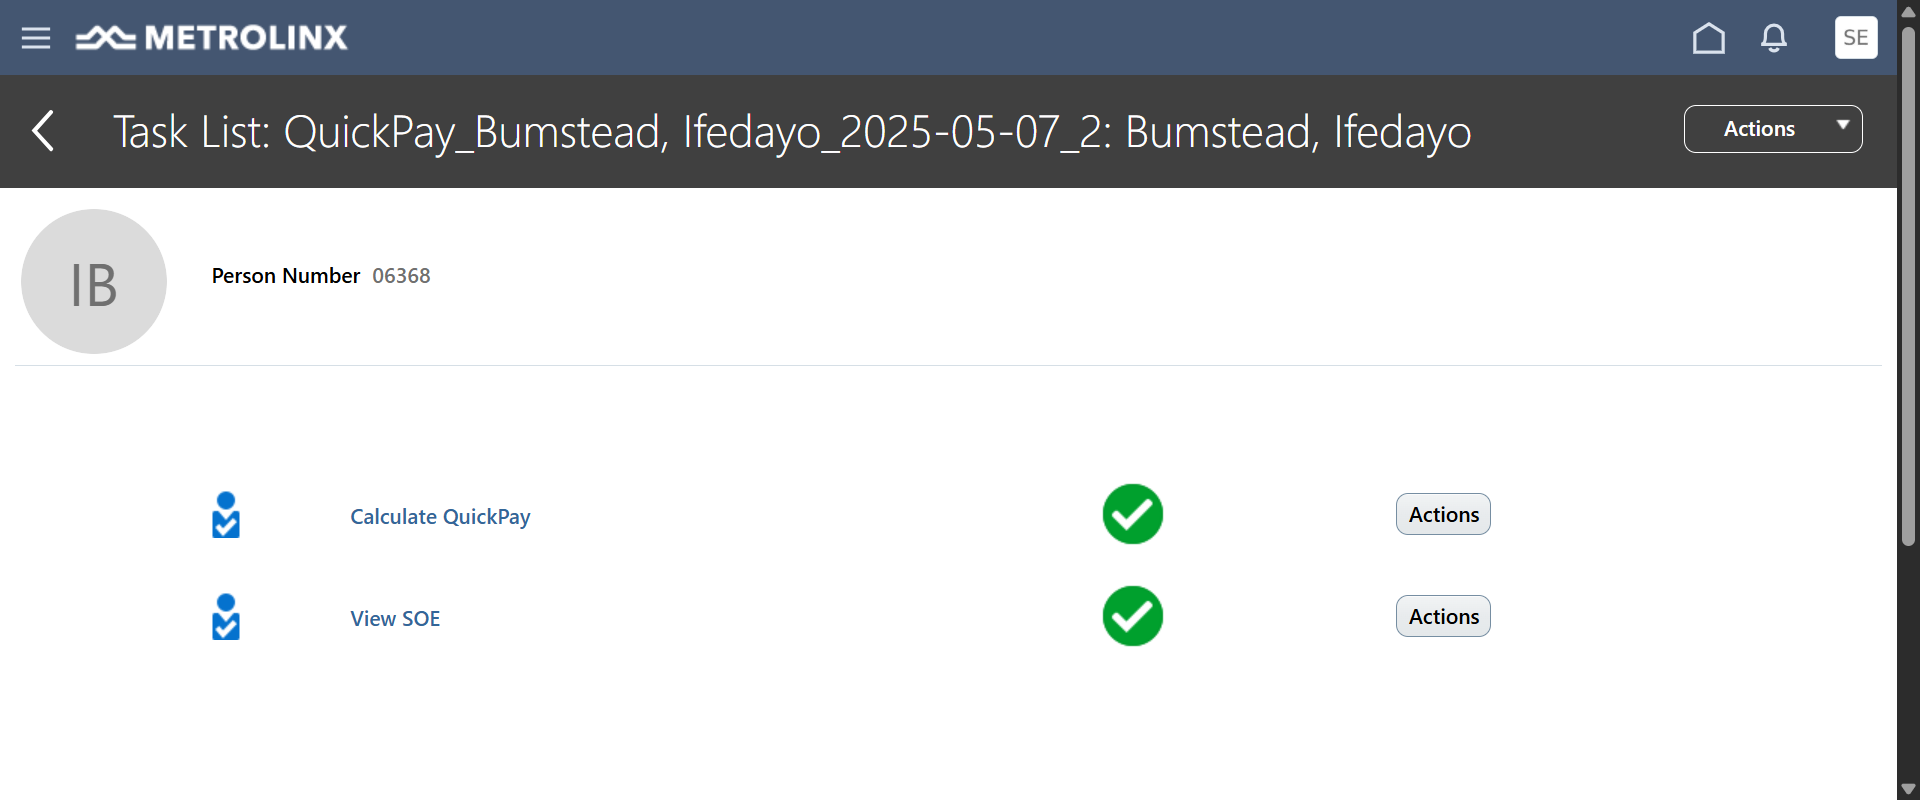 METROLINX
SE
Task List: QuickPay_Bumstead, Ifedayo_2025-05-07_2: Bumstead, Ifedayo
Actions
IB
Person Number 06368
Calculate QuickPay
Actions
View SOE
Actions